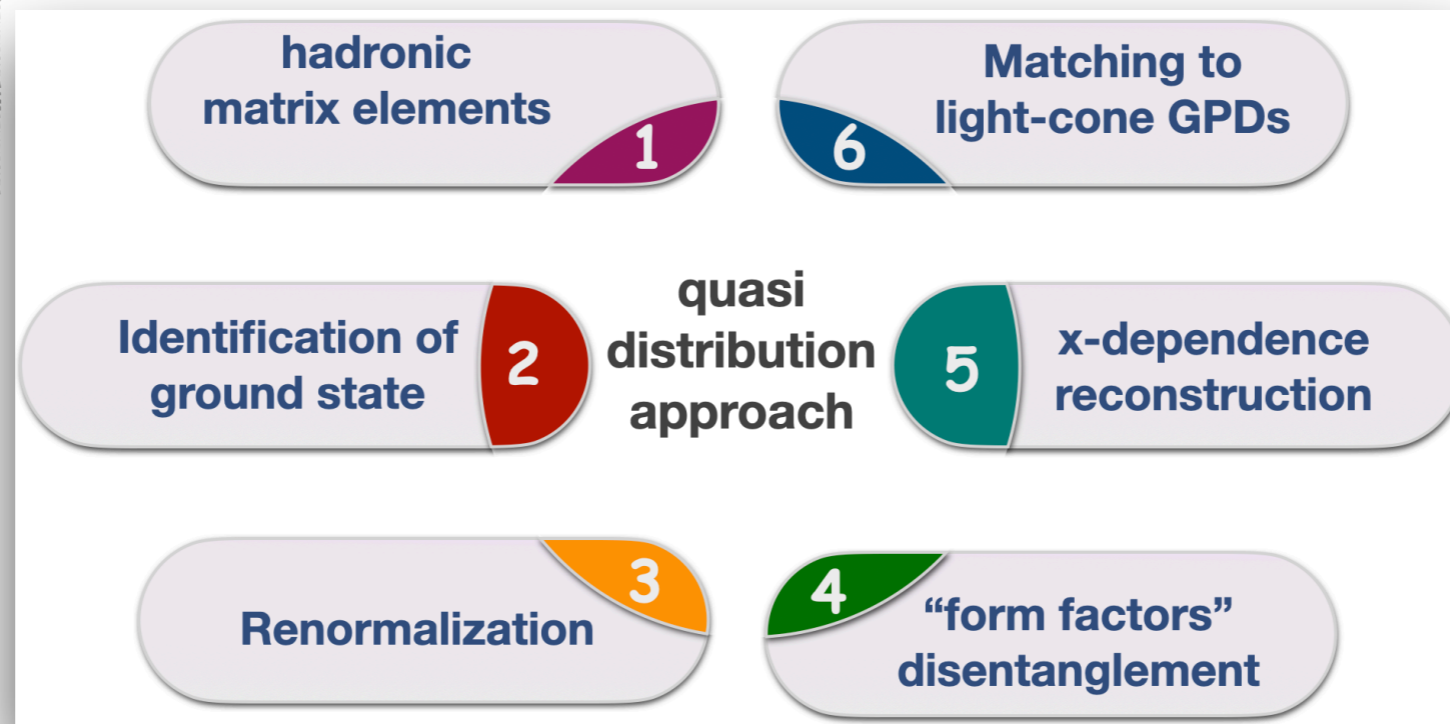 hadronic
matrix elements
1
Identification of
ground state
2
Renormalization
3
quasi
distribution
approach
4
“form factors”
disentanglement
5
x-dependence
reconstruction
6
Matching to
light-cone GPDs